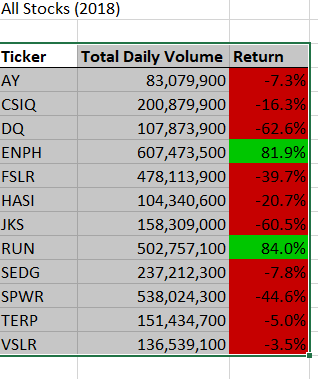 All Stocks (2018)
Ticker Total Daily Volume Return
AY 83,079,900 -7.3%
CSIQ 200,879,900 -16.3%
DQ 107,873,900 -62.6%
ENPH 607,473,500 81.9%
FSLR 478,113,900 -39.7%
HASI 104,340,600 -20.7%
JKS 158,309,000 -60.5%
RUN 502,757,100 84.0%
SEDG 237,212,300 -7.8%
SPWR 538,024,300 -44.6%
TERP 151,434,700 -5.0%
VSLR 136,539,100 -3.5%